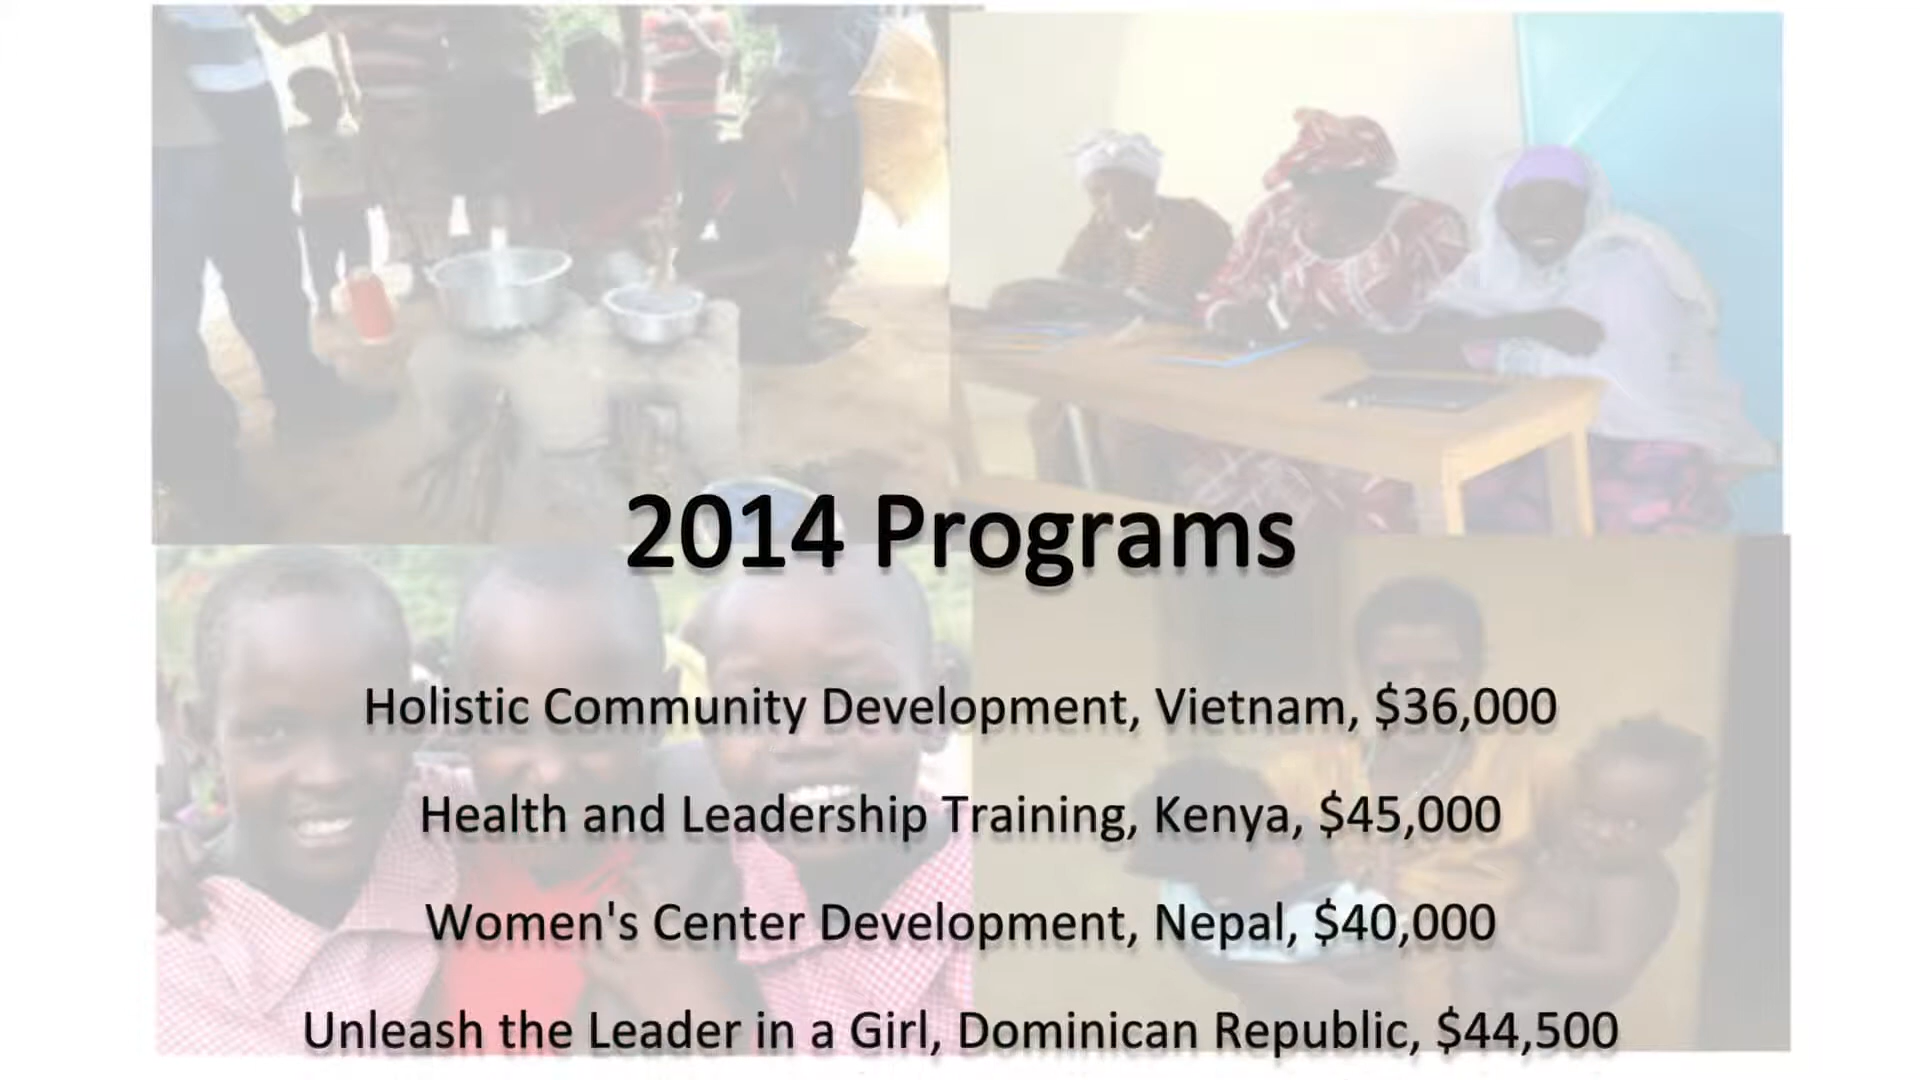 2014 Programs
Holistic Community Development, Vietnam, $36,000
Health and Leadership Training, Kenya, $45,000
Women's Center Development, Nepal, $40,000
Unleash the Leader in a Girl, Dominican Republic, $44,500